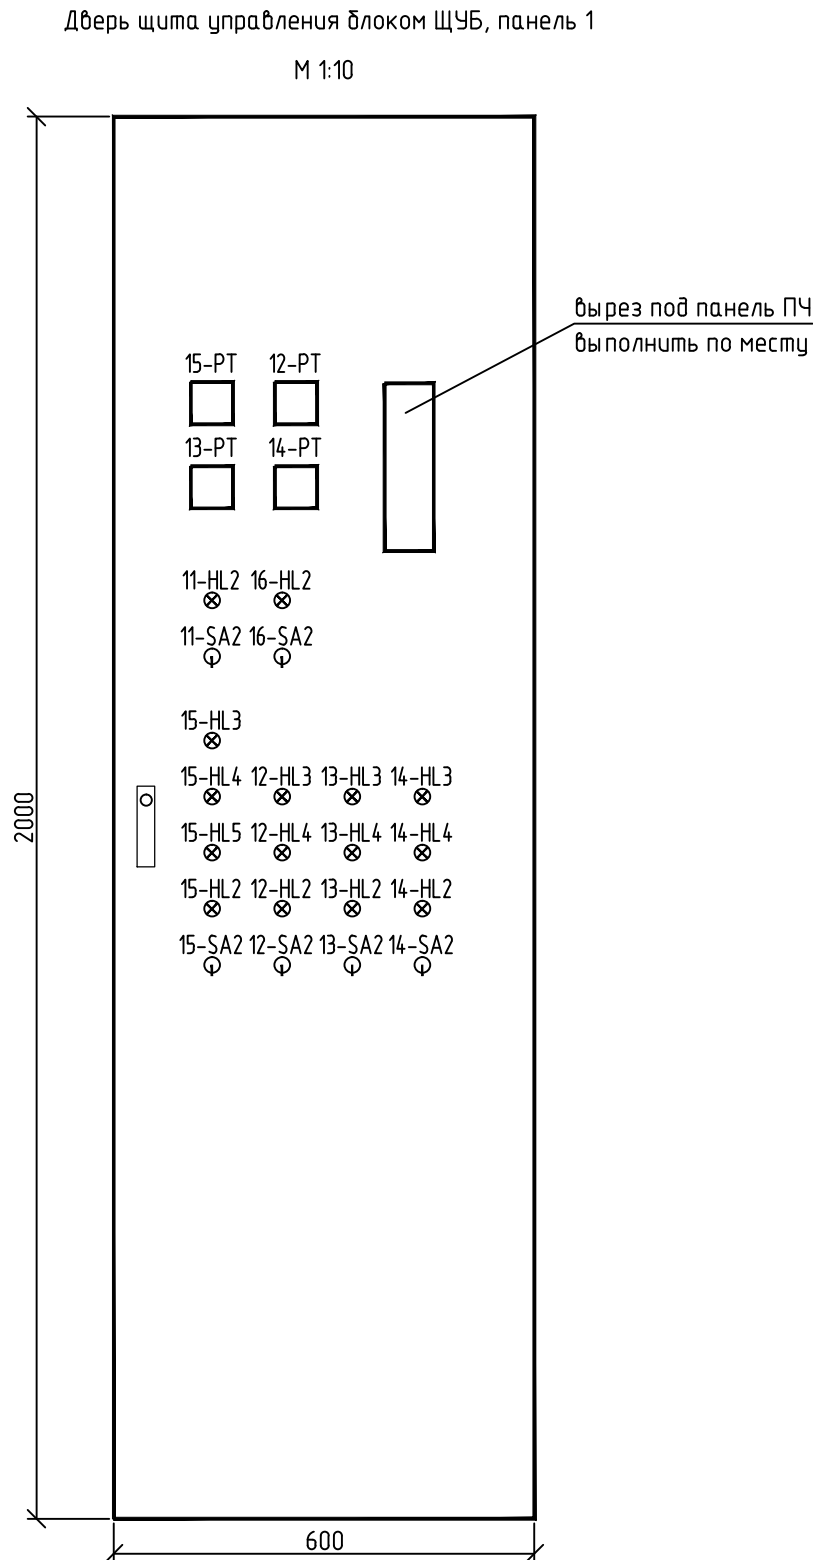 Дверь щита управления блоком ЩУБ, панель 1
М 1:10
вырез под панель ПЧ
выполнить по месту
15-PT 12-PT
13-PT 14-PT
11-HL2 16-HL2
11-SA2 16-SA2
15-HL3
15-HL4 12-HL3 13-HL3 14-HL3
2000
15-HL5 12-HL4 13-HL4 14-HL4
15-HL2 12-HL2 13-HL2 14-HL2
15-SA2 12-SA2 13-SA2 14-SA2
600